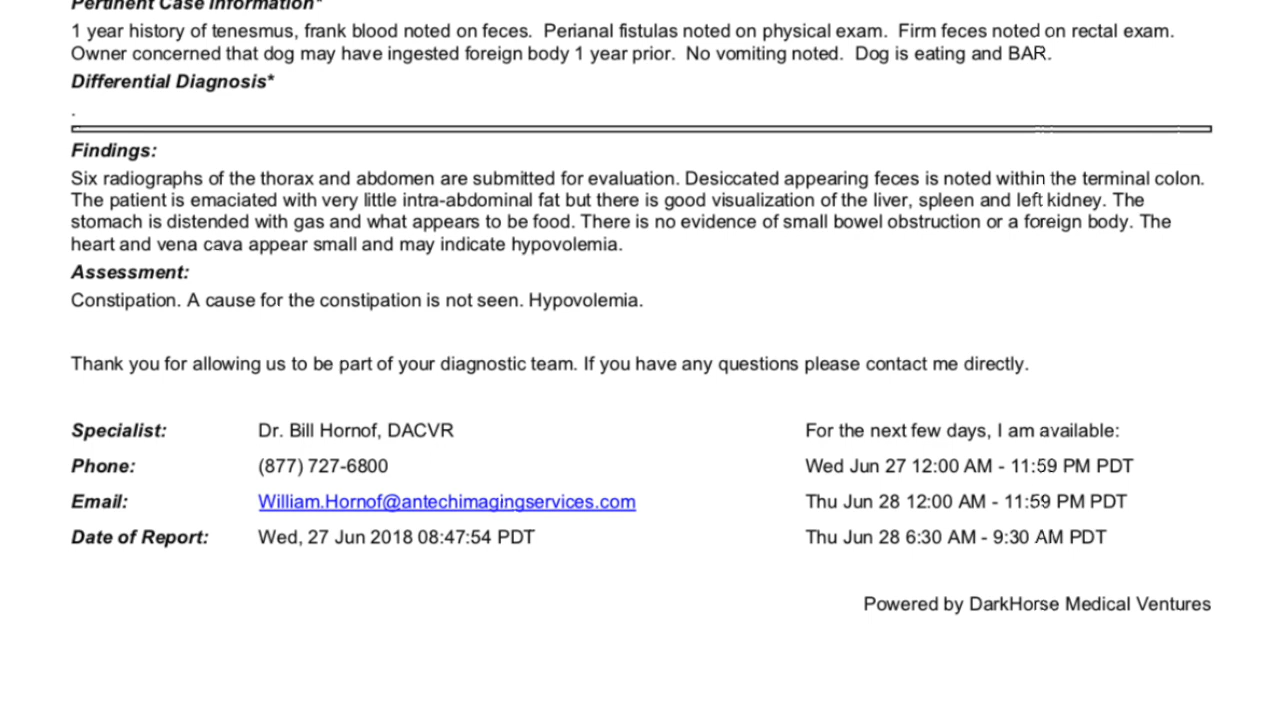 Pertinent Case Information*
1 year history of tenesmus, frank blood noted on feces. Perianal fistulas noted on physical exam. Firm feces noted on rectal exam.
Owner concerned that dog may have ingested foreign body 1 year prior. No vomiting noted. Dog is eating and BAR.
Differential Diagnosis*
.
Findings:
Six radiographs of the thorax and abdomen are submitted for evaluation. Desiccated appearing feces is noted within the terminal colon.
The patient is emaciated with very little intra-abdominal fat but there is good visualization of the liver, spleen and left kidney. The
stomach is distended with gas and what appears to be food. There is no evidence of small bowel obstruction or a foreign body. The
heart and vena cava appear small and may indicate hypovolemia.
Assessment:
Constipation. A cause for the constipation is not seen. Hypovolemia.
Thank you for allowing us to be part of your diagnostic team. If you have any questions please contact me directly.
Specialist: Dr. Bill Hornof, DACVR For the next few days, I am available:
Phone: (877) 727-6800 Wed Jun 27 12:00 AM - 11:59 PM PDT
Email: William.Hornof@antechimagingservices.com Thu Jun 28 12:00 AM - 11:59 PM PDT
Date of Report: Wed, 27 Jun 2018 08:47:54 PDT Thu Jun 28 6:30 AM - 9:30 AM PDT
Powered by DarkHorse Medical Ventures